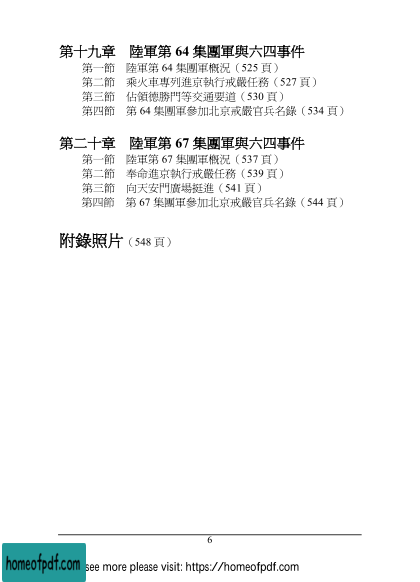 第十九章 陸軍第 64 集團軍與六四事件
第一節 陸軍第 64 集團軍概況（525 頁）
第二節 乘火車專列進京執行戒嚴任務（527 頁）
第三節 佔領德勝門等交通要道（530 頁）
第四節 第 64 集團軍參加北京戒嚴官兵名錄（534 頁）
第二十章 陸軍第 67 集團軍與六四事件
第一節 陸軍第 67 集團軍概況（537 頁）
第二節 奉命進京執行戒嚴任務（539 頁）
第三節 向天安門廣場挺進（541 頁）
第四節 第 67 集團軍參加北京戒嚴官兵名錄（544 頁）
附錄照片（548 頁）
6
homeofpdf.com
see more please visit: https://homeofpdf.com